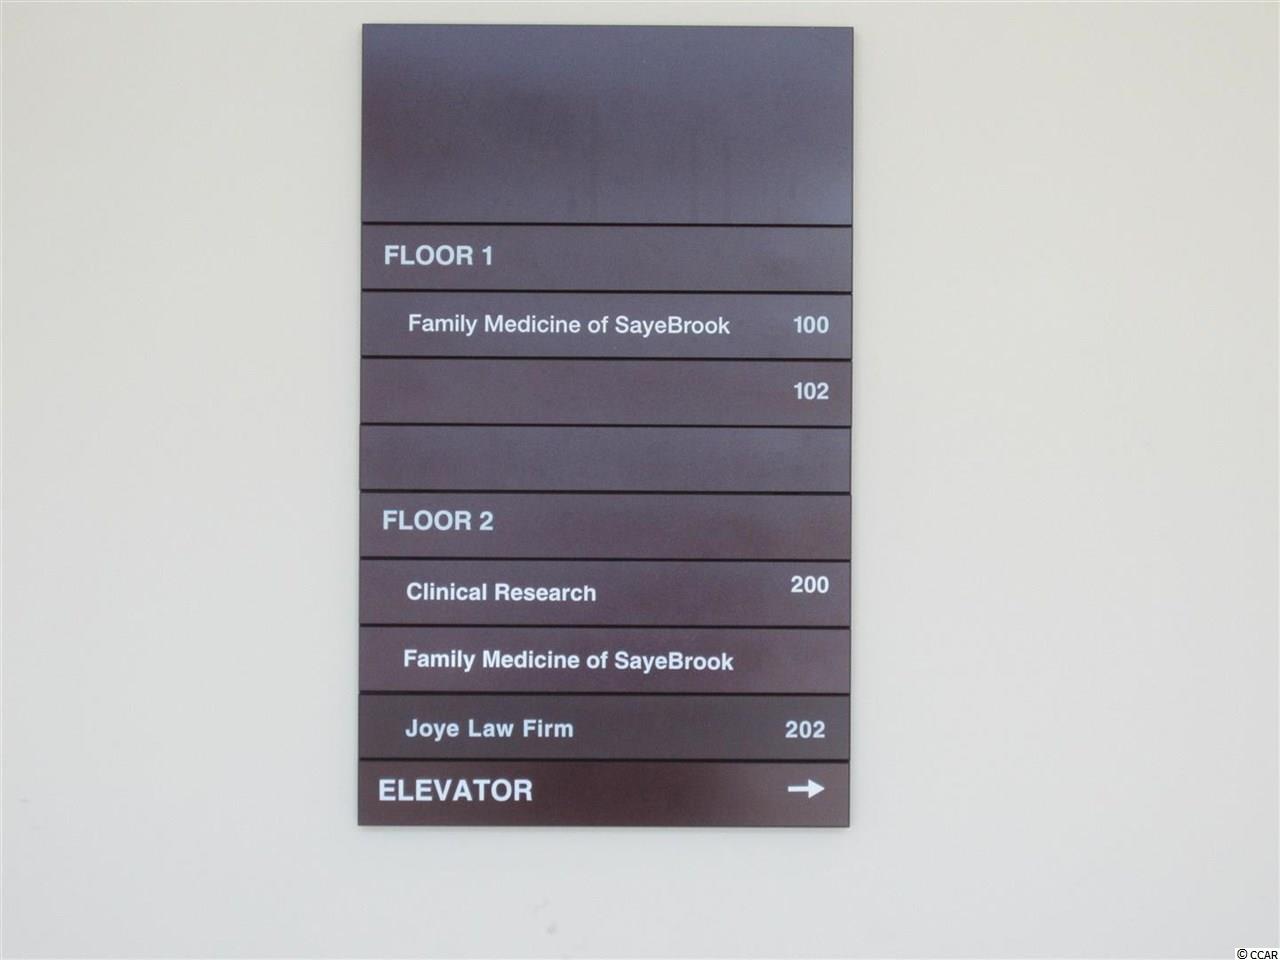 FLOOR 1
Family Medicine of SayeBrook 100
102
FLOOR 2
Clinical Research 200
Family Medicine of SayeBrook
Joye Law Firm 202
ELEVATOR →
© CCAR